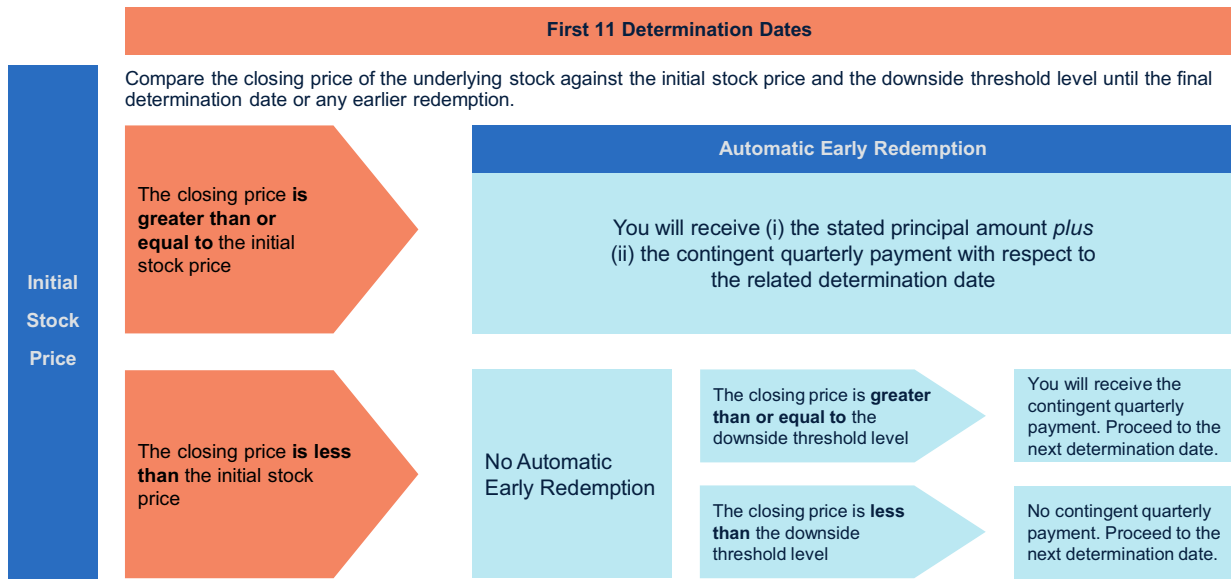 First 11 Determination Dates
Compare the closing price of the underlying stock against the initial stock price and the downside threshold level until the final
determination date or any earlier redemption.
Initial
Stock
Price
The closing price is
greater than or
equal to the initial
stock price
Automatic Early Redemption
You will receive (i) the stated principal amount plus
(ii) the contingent quarterly payment with respect to
the related determination date
The closing price is less
than the initial stock
price
No Automatic
Early Redemption
The closing price is greater
than or equal to the
downside threshold level
You will receive the
contingent quarterly
payment. Proceed to the
next determination date.
The closing price is less
than the downside
threshold level
No contingent quarterly
payment. Proceed to the
next determination date.